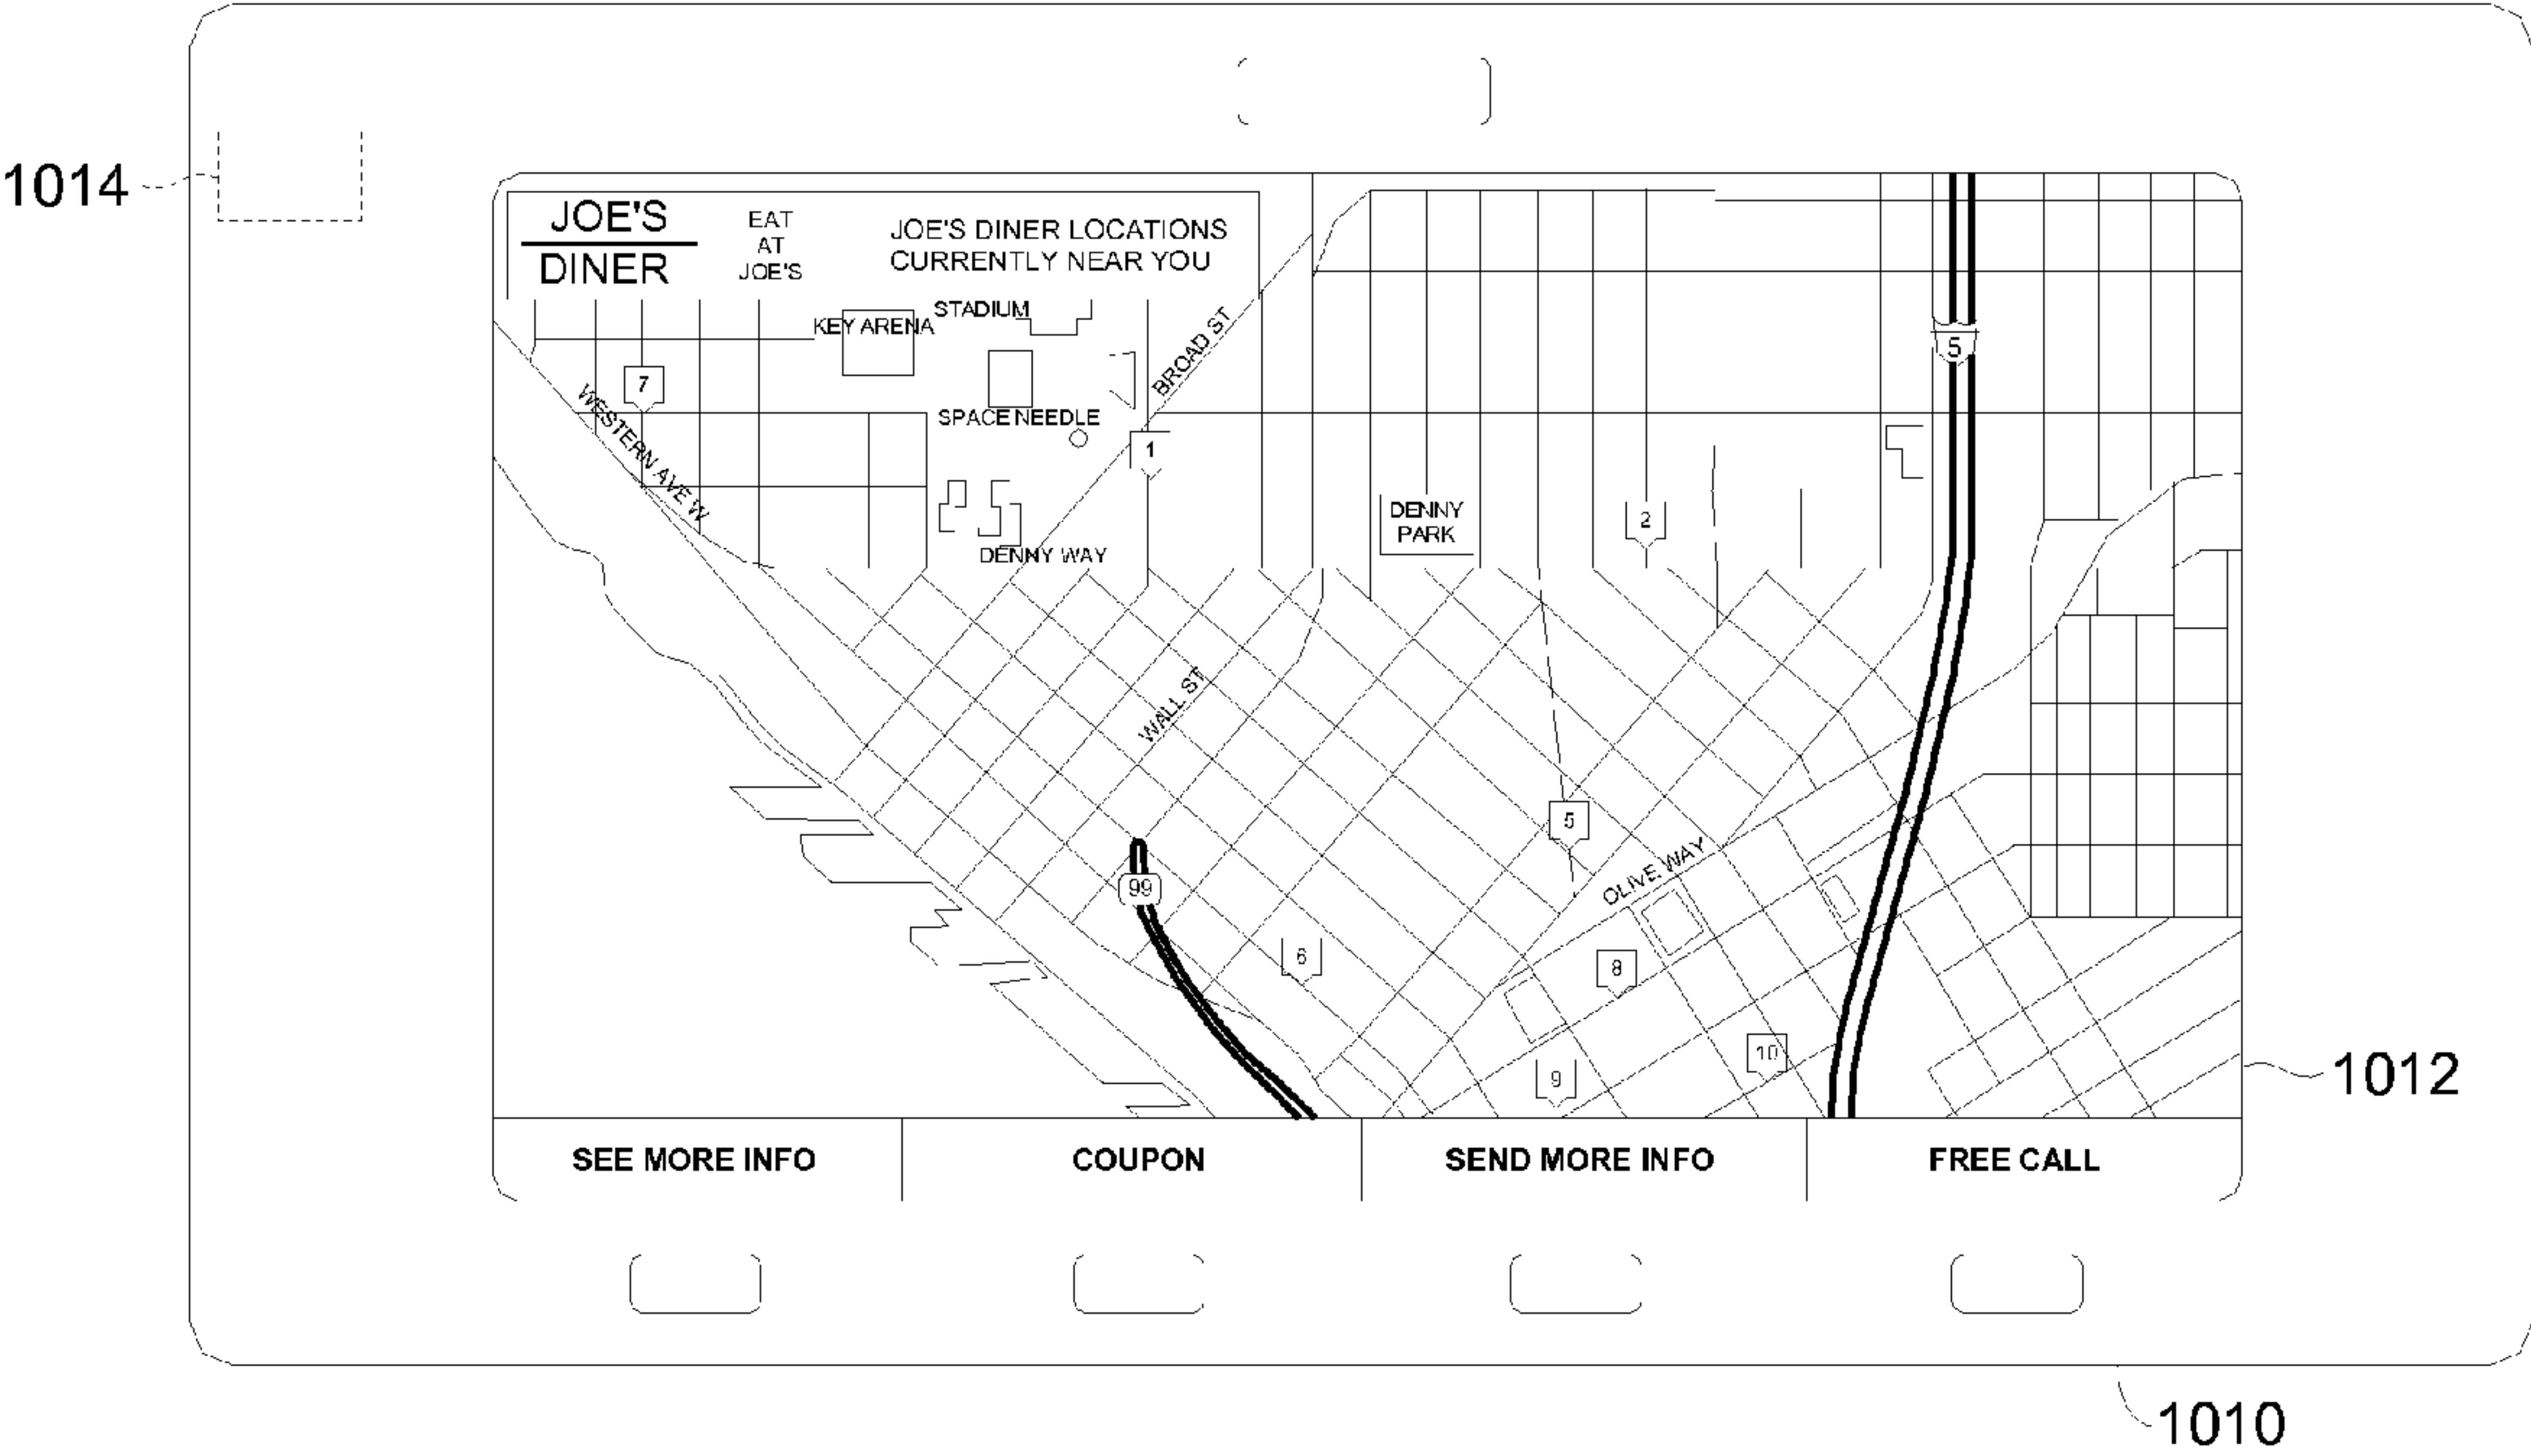 1014
JOE'S
DINER
EAT
AT
JOE'S
JOE'S DINER LOCATIONS
CURRENTLY NEAR YOU
STADIUM
KEY ARENA
BROAD ST
5
7
WESTERN AVE W
SPACE NEEDLE
1
DENNY
PARK
2
DENNY WAY
WALL ST
5
OLIVE WAY
99
6
8
10
9
1012
SEE MORE INFO
COUPON
SEND MORE INFO
FREE CALL
1010